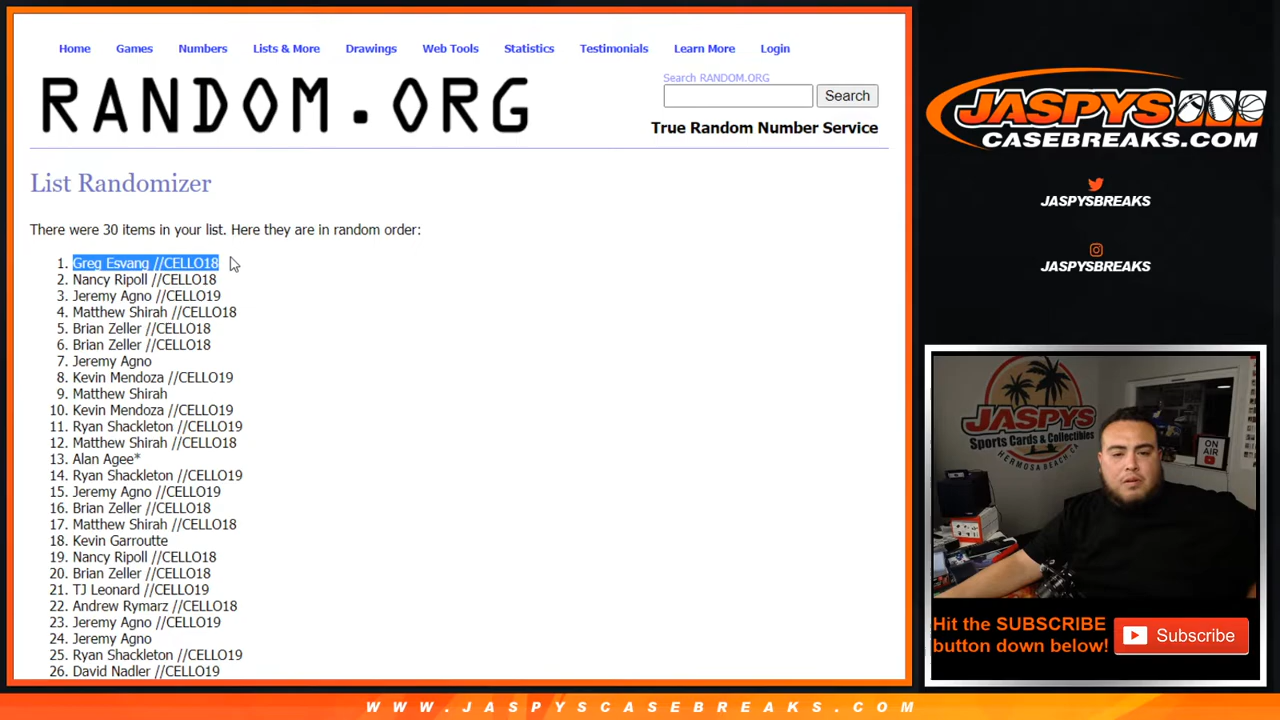 Home Games Numbers Lists & More Drawings Web Tools Statistics Testimonials Learn More Login
RANDOM.ORG
Search RANDOM.ORG
Search
True Random Number Service
List Randomizer
There were 30 items in your list. Here they are in random order:
1. Greg Esvang //CELLO18
2. Nancy Ripoll //CELLO18
3. Jeremy Agno //CELLO19
4. Matthew Shirah //CELLO18
5. Brian Zeller //CELLO18
6. Brian Zeller //CELLO18
7. Jeremy Agno
8. Kevin Mendoza //CELLO19
9. Matthew Shirah
10. Kevin Mendoza //CELLO19
11. Ryan Shackleton //CELLO19
12. Matthew Shirah //CELLO18
13. Alan Agee*
14. Ryan Shackleton //CELLO19
15. Jeremy Agno //CELLO19
16. Brian Zeller //CELLO18
17. Matthew Shirah //CELLO18
18. Kevin Garroutte
19. Nancy Ripoll //CELLO18
20. Brian Zeller //CELLO18
21. TJ Leonard //CELLO19
22. Andrew Rymarz //CELLO18
23. Jeremy Agno //CELLO19
24. Jeremy Agno
25. Ryan Shackleton //CELLO19
26. David Nadler //CELLO19
JASPYS
CASEBREAKS.COM
JASPYSBREAKS
JASPYSBREAKS
JASPYS
Sports Cards & Collectibles
HERMOSA BEACH, CA
ON AIR
Hit the SUBSCRIBE
button down below!
Subscribe
WWW.JASPYSCASEBREAKS.COM